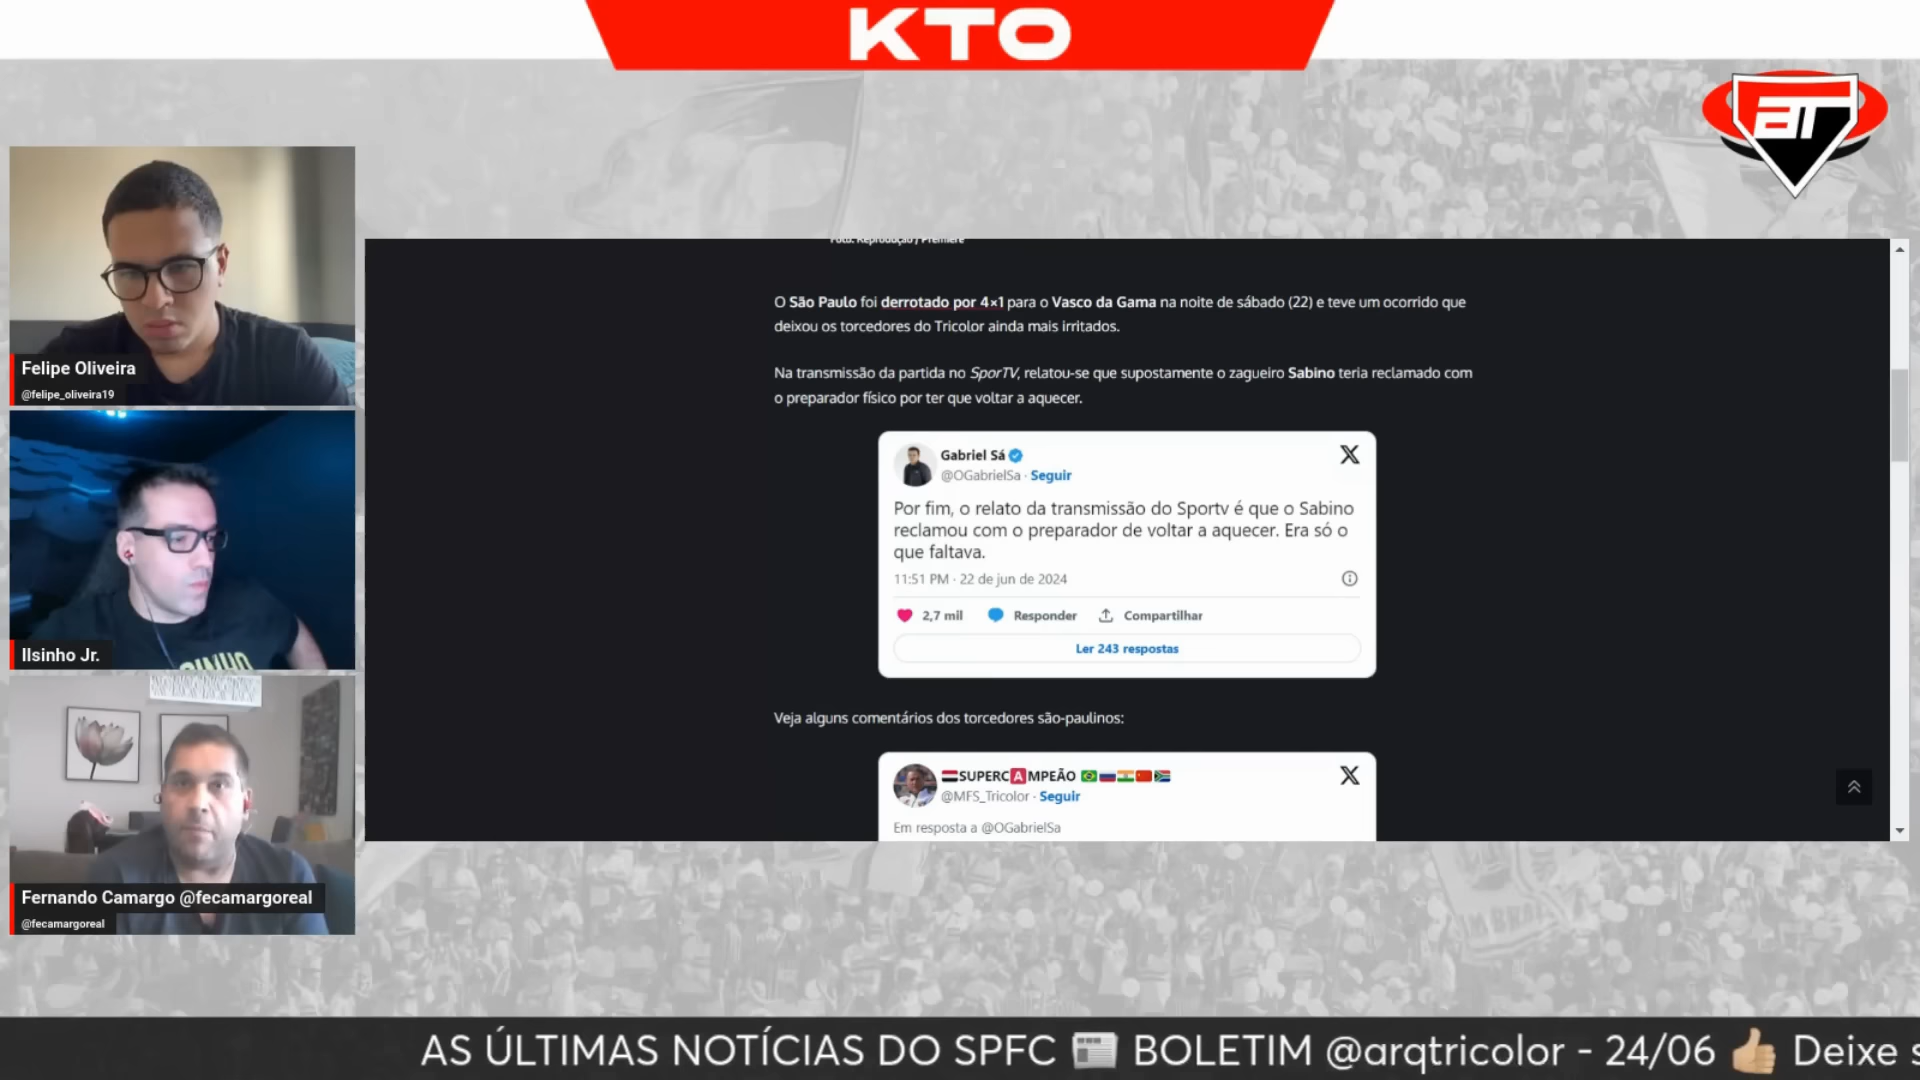 KTO
Felipe Oliveira
@felipe_oliveira19
Ilsinho Jr.
Fernando Camargo @fecamargoreal
@fecamargoreal
Foto: Reprodução / Premiere
O São Paulo foi derrotado por 4×1 para o Vasco da Gama na noite de sábado (22) e teve um ocorrido que
deixou os torcedores do Tricolor ainda mais irritados.
Na transmissão da partida no SporTV, relatou-se que supostamente o zagueiro Sabino teria reclamado com
o preparador físico por ter que voltar a aquecer.
Gabriel Sá
@OGabrielSa · Seguir
Por fim, o relato da transmissão do Sportv é que o Sabino
reclamou com o preparador de voltar a aquecer. Era só o
que faltava.
11:51 PM · 22 de jun de 2024
2,7 mil Responder Compartilhar
Ler 243 respostas
Veja alguns comentários dos torcedores são-paulinos:
🇾🇪SUPERC🅰️MPEÃO 🇧🇷🇷🇺🇮🇳🇨🇳🇿🇦
@MFS_Tricolor · Seguir
Em resposta a @OGabrielSa
AT
AS ÚLTIMAS NOTÍCIAS DO SPFC 📰 BOLETIM @arqtricolor - 24/06 👍🏼 Deixe s